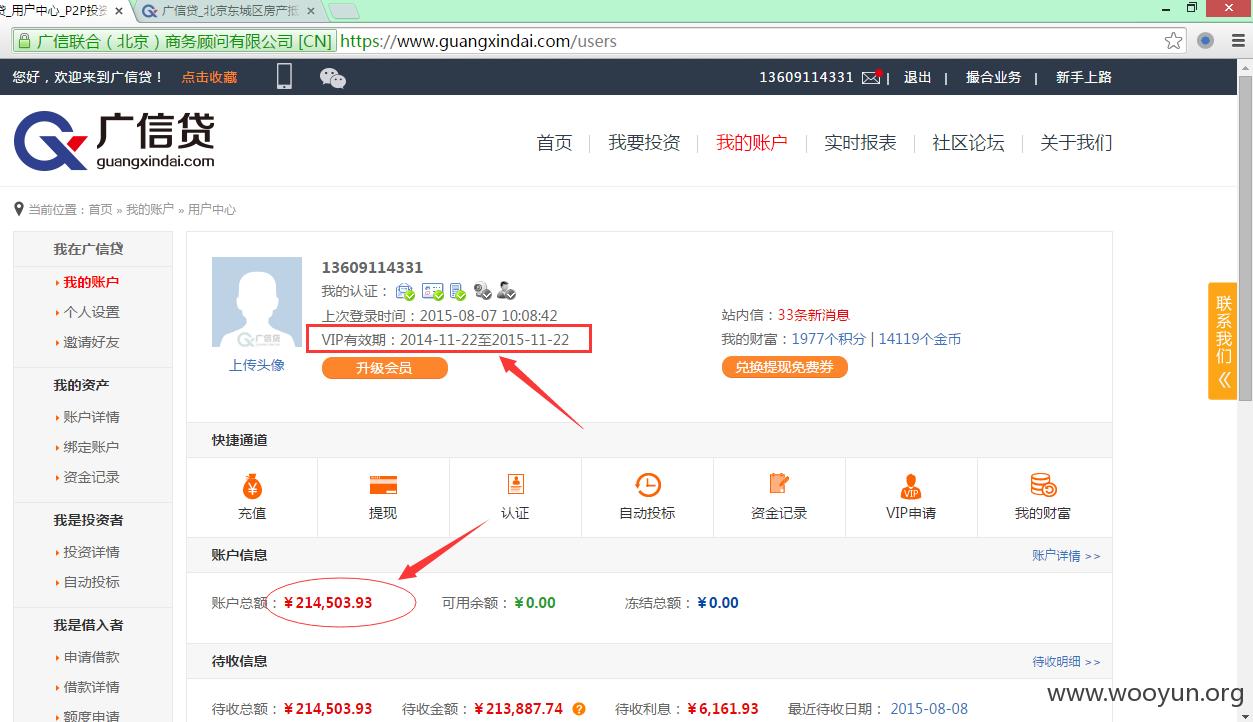 贷_用户中心_P2P投资
广信贷_北京东城区房产抵
广信联合（北京）商务顾问有限公司 [CN] https://www.guangxindai.com/users
您好，欢迎来到广信贷！ 点击收藏 13609114331 | 退出 | 撮合业务 | 新手上路
广信贷
guangxindai.com
首页 我要投资 我的账户 实时报表 社区论坛 关于我们
当前位置：首页 » 我的账户 » 用户中心
我在广信贷
我的账户
个人设置
邀请好友
我的资产
账户详情
绑定账户
资金记录
我是投资者
投资详情
自动投标
我是借入者
申请借款
借款详情
额度申请
广信贷
上传头像
13609114331
我的认证：
上次登录时间：2015-08-07 10:08:42
VIP有效期：2014-11-22至2015-11-22
升级会员
站内信：33条新消息
我的财富：1977个积分 | 14119个金币
兑换提现免费券
联系我们
《
快捷通道
充值 提现 认证 自动投标 资金记录 VIP申请 我的财富
VIP
账户信息 账户详情 >>
账户总额：￥214,503.93 可用余额：￥0.00 冻结总额：￥0.00
待收信息 待收明细 >>
待收总额：￥214,503.93 待收金额：￥213,887.74 ? 待收利息：￥6,161.93 最近待收日期： 2015-08-08
www.wooyun.org